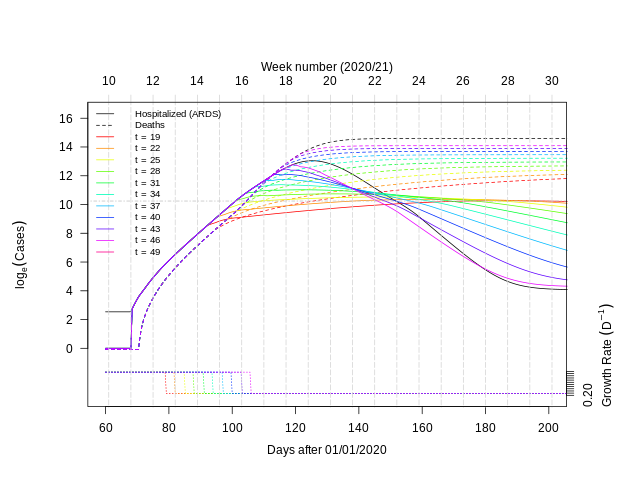 Week number (2020/21)
10 11 12 14 15 16 17 18 20 22 24 26 28 30
Hospitalized (ARDS)
Deaths
t = 19
t = 22
t = 25
t = 28
t = 31
t = 34
t = 37
t = 40
t = 43
t = 46
t = 49
16
14
12
10
8
6
4
2
0
logₑ(Cases)
0.20
Growth Rate (D⁻¹)
60 80 100 120 140 160 180 200
Days after 01/01/2020